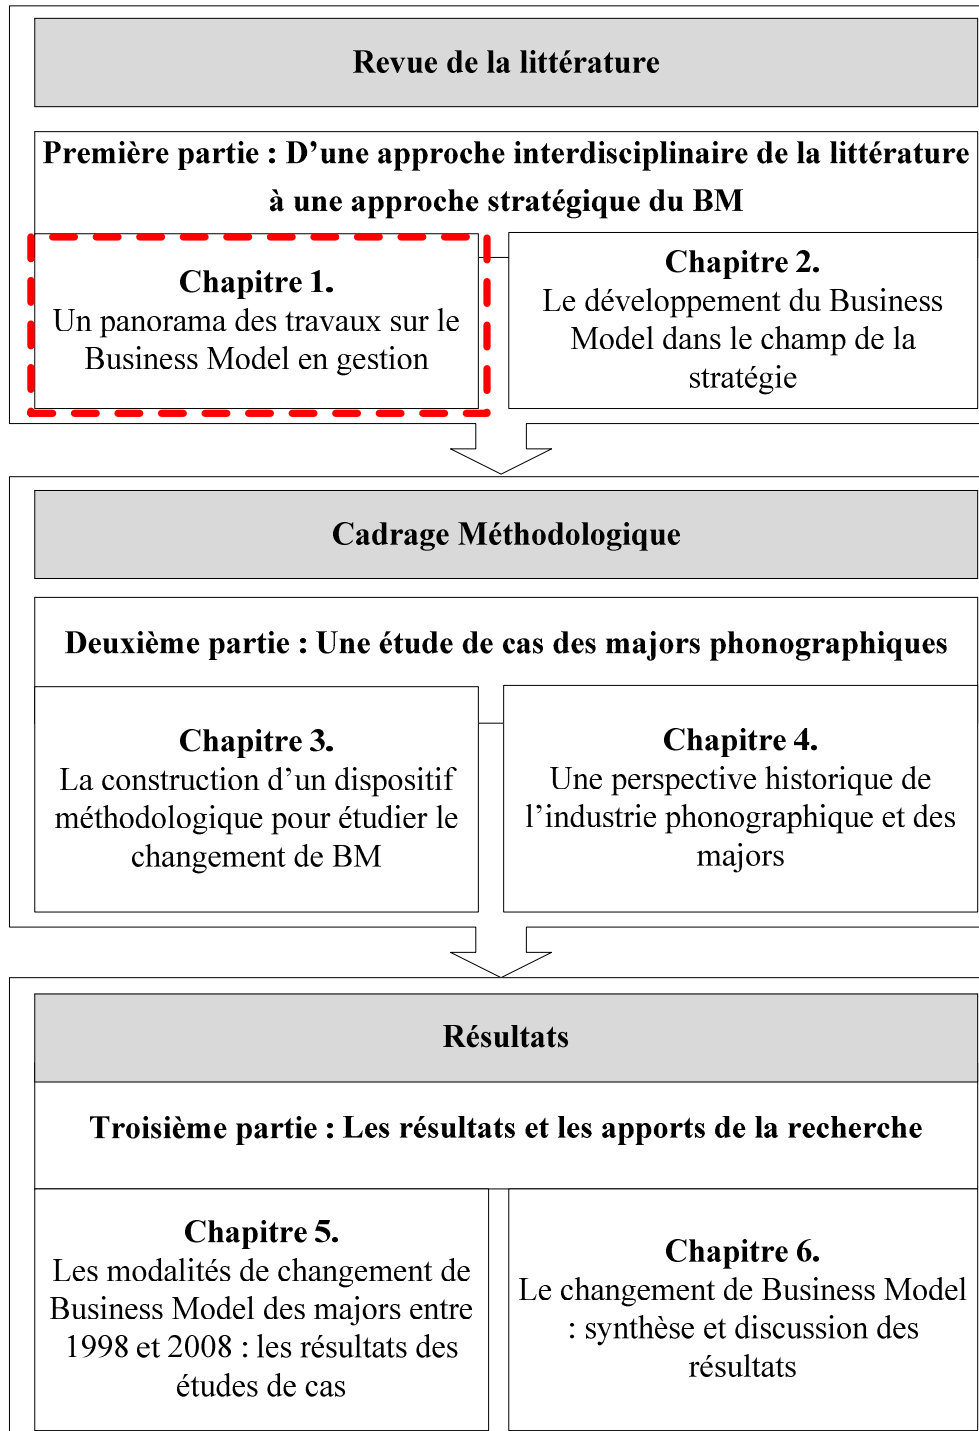 Revue de la littérature
Première partie : D’une approche interdisciplinaire de la littérature
à une approche stratégique du BM
Chapitre 1.
Un panorama des travaux sur le
Business Model en gestion
Chapitre 2.
Le développement du Business
Model dans le champ de la
stratégie
Cadrage Méthodologique
Deuxième partie : Une étude de cas des majors phonographiques
Chapitre 3.
La construction d’un dispositif
méthodologique pour étudier le
changement de BM
Chapitre 4.
Une perspective historique de
l’industrie phonographique et des
majors
Résultats
Troisième partie : Les résultats et les apports de la recherche
Chapitre 5.
Les modalités de changement de
Business Model des majors entre
1998 et 2008 : les résultats des
études de cas
Chapitre 6.
Le changement de Business Model
: synthèse et discussion des
résultats